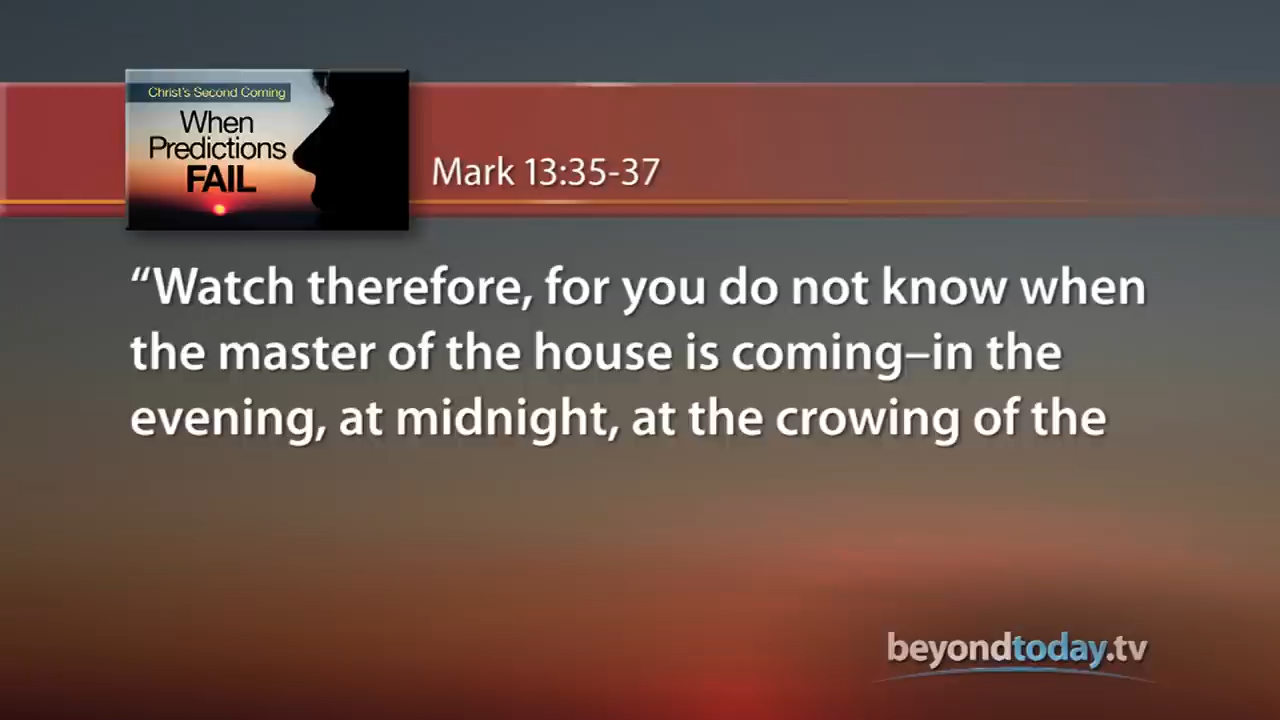 Christ's Second Coming
When
Predictions
FAIL
Mark 13:35-37
“Watch therefore, for you do not know when
the master of the house is coming–in the
evening, at midnight, at the crowing of the
beyondtoday.tv